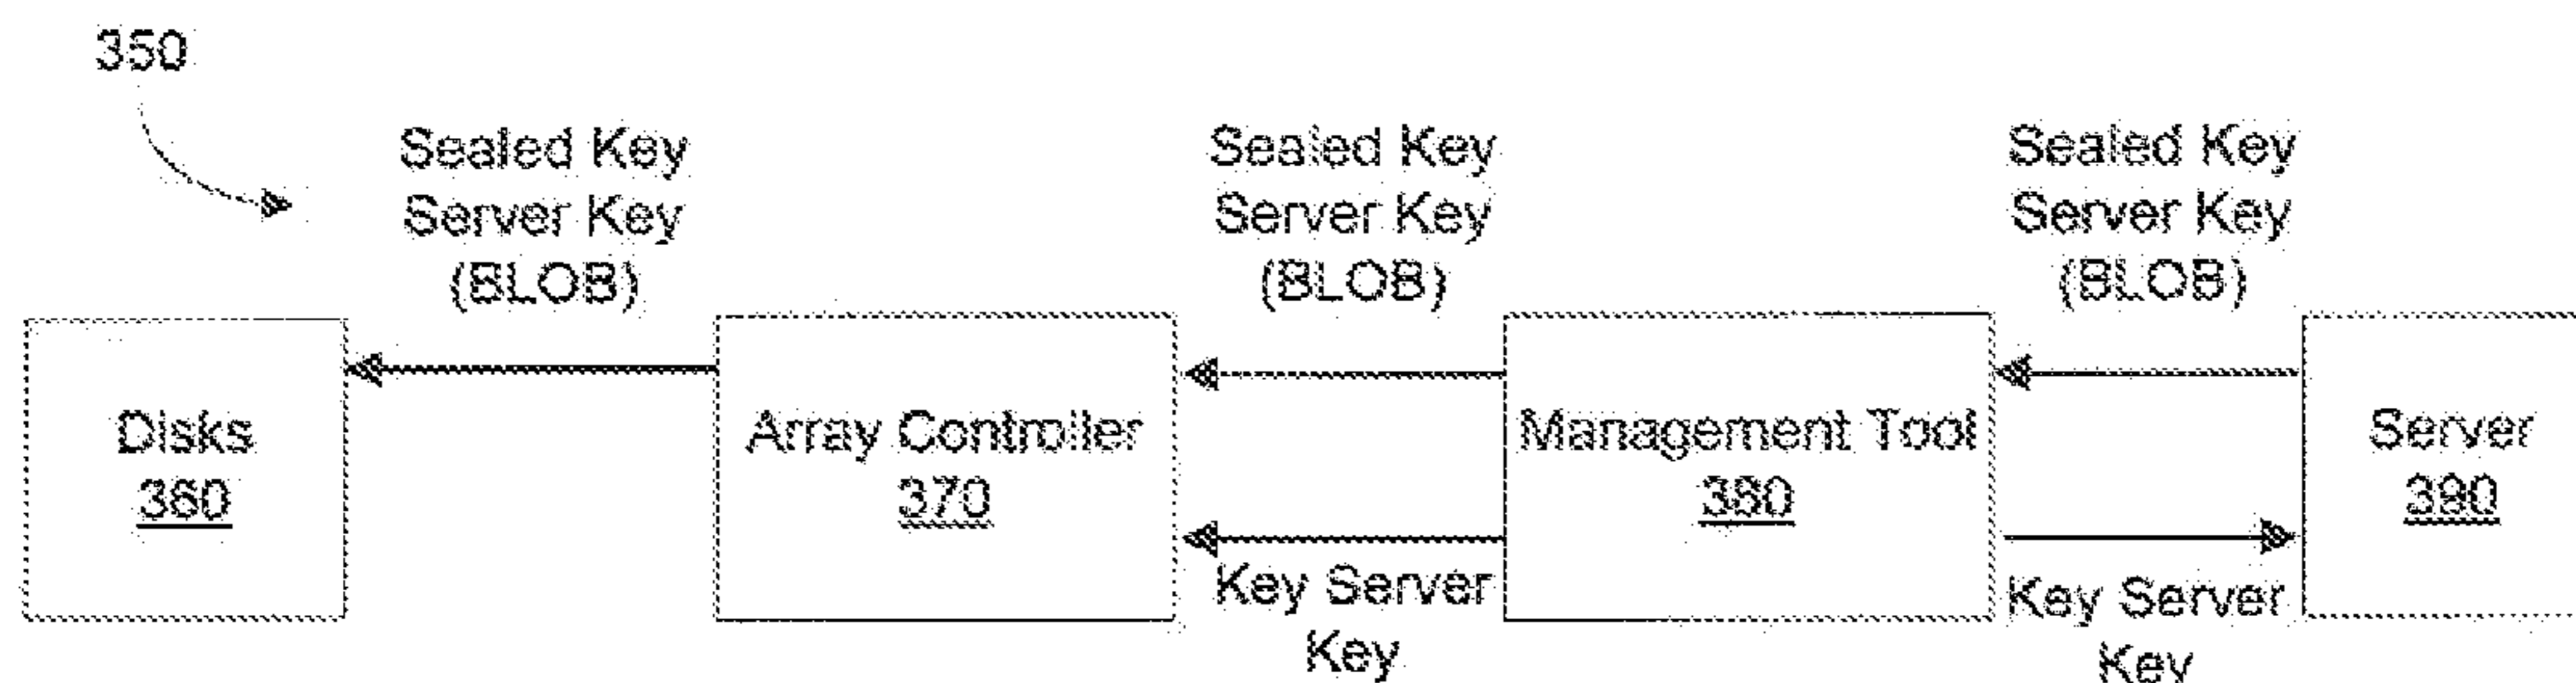 350
Sealed Key
Server Key
(BLOB)
Sealed Key
Server Key
(BLOB)
Sealed Key
Server Key
(BLOB)
Disks
360
Array Controller
370
Management Tool
380
Server
390
Key Server
Key
Key Server
Key